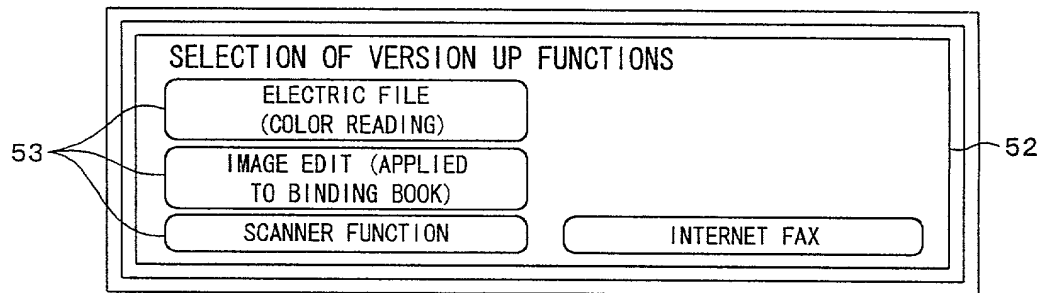 SELECTION OF VERSION UP FUNCTIONS
ELECTRIC FILE
(COLOR READING)
IMAGE EDIT (APPLIED
TO BINDING BOOK)
SCANNER FUNCTION
INTERNET FAX
53
52